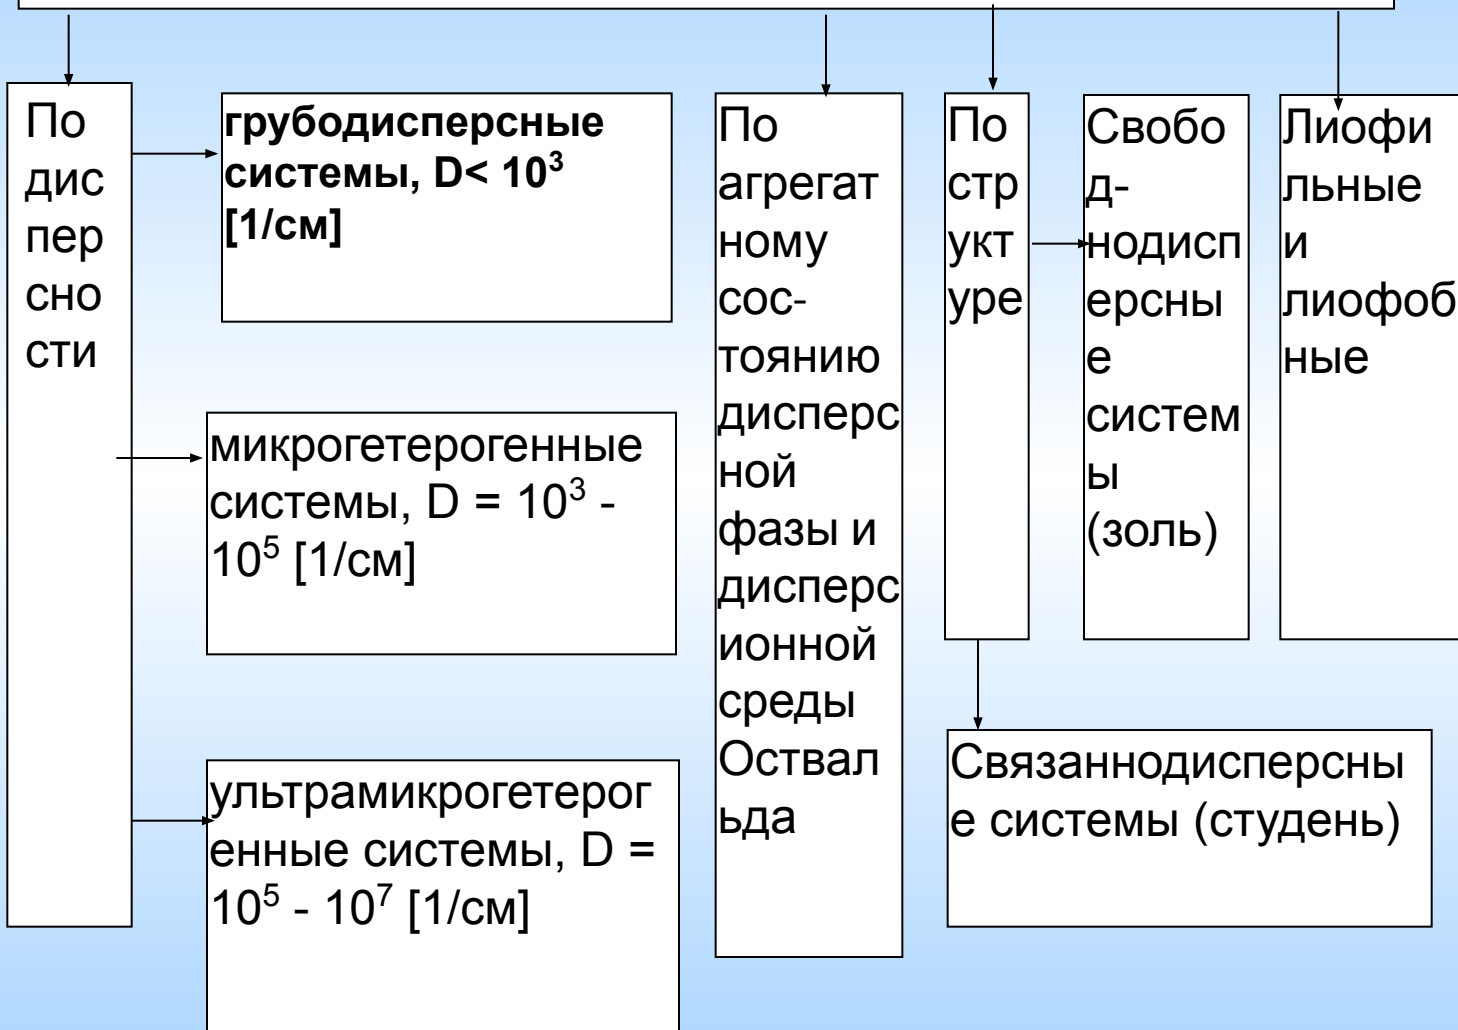 По
дис
пер
сно
сти
грубодисперсные
системы, D< 10³
[1/см]
микрогетерогенные
системы, D = 10³ -
10⁵ [1/см]
ультрамикрогетерог
енные системы, D =
10⁵ - 10⁷ [1/см]
По
агрегат
ному
сос-
тоянию
дисперс
ной
фазы и
дисперс
ионной
среды
Оствал
ьда
По
стр
укт
уре
Свобо
д-
нодисп
ерсны
е
систем
ы
(золь)
Связаннодисперсны
е системы (студень)
Лиофи
льные
и
лиофоб
ные